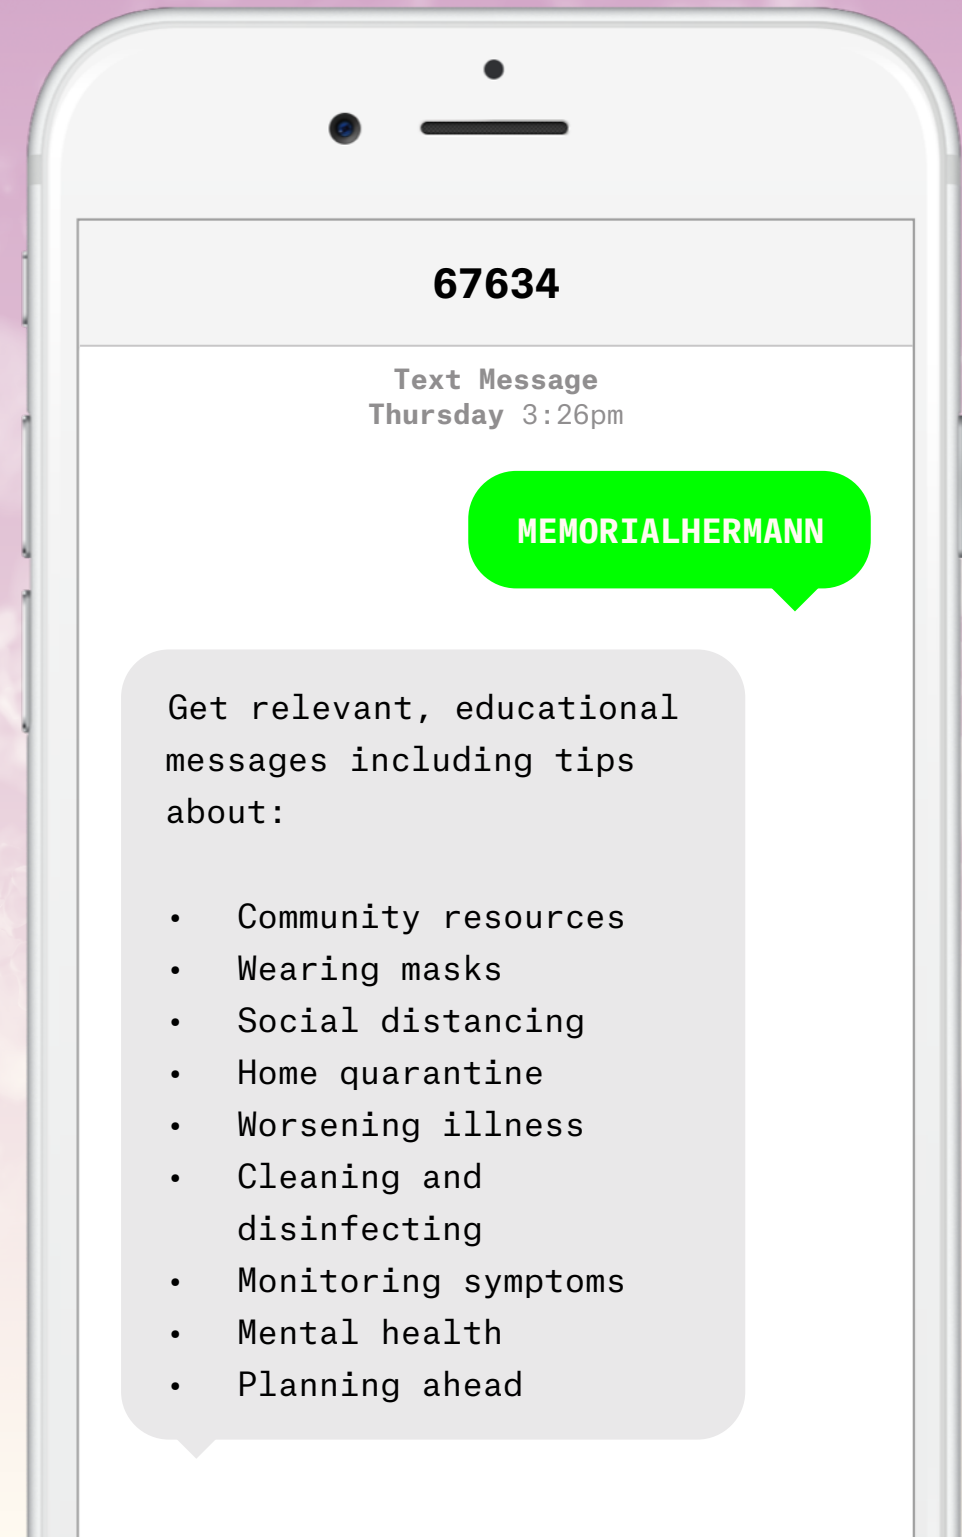 67634
Text Message
Thursday 3:26pm
MEMORIALHERMANN
Get relevant, educational
messages including tips
about:
• Community resources
• Wearing masks
• Social distancing
• Home quarantine
• Worsening illness
• Cleaning and
disinfecting
• Monitoring symptoms
• Mental health
• Planning ahead